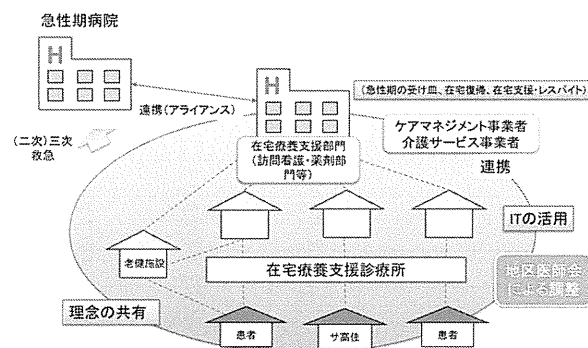 急性期病院
H
H
連携(アライアンス)
(急性期の受け皿、在宅復帰、在宅支援・レスパイト)
(二次)三次
救急
在宅療養支援部門
(訪問看護・薬剤部
門等)
ケアマネジメント事業者
介護サービス事業者
連携
ITの活用
老健施設
在宅療養支援診療所
地区医師会
による調整
理念の共有
患者
サ高住
患者